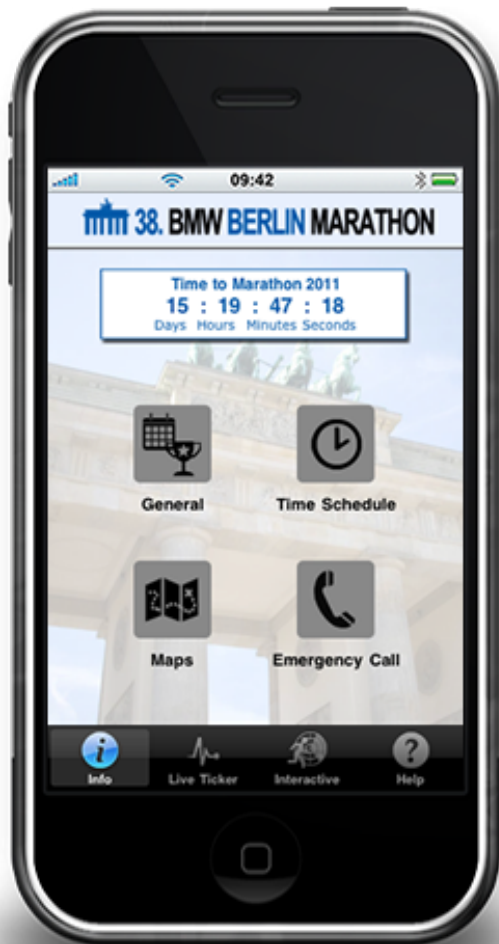 09:42
38. BMW BERLIN MARATHON
Time to Marathon 2011
15 : 19 : 47 : 18
Days Hours Minutes Seconds
General
Time Schedule
Maps
Emergency Call
Info
Live Ticker
Interactive
Help